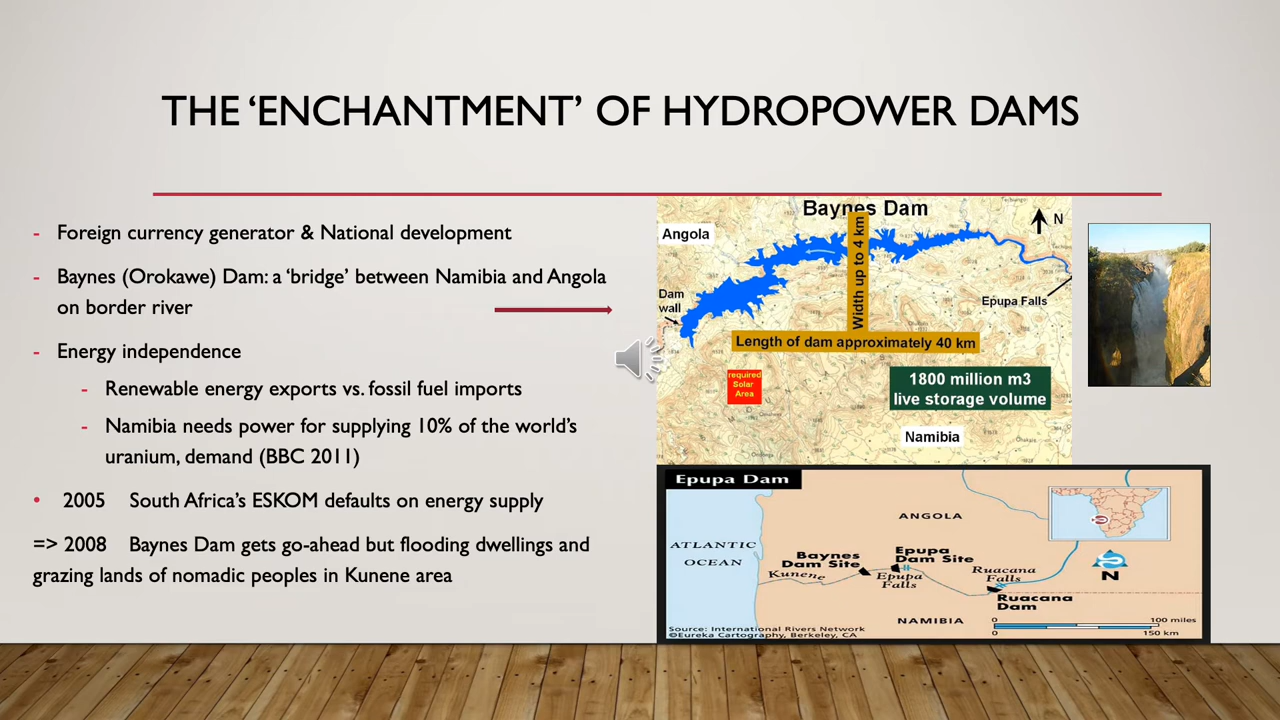 THE ‘ENCHANTMENT’ OF HYDROPOWER DAMS
- Foreign currency generator & National development
- Baynes (Orokawe) Dam: a ‘bridge’ between Namibia and Angola
on border river
- Energy independence
- Renewable energy exports vs. fossil fuel imports
- Namibia needs power for supplying 10% of the world’s
uranium, demand (BBC 2011)
• 2005 South Africa’s ESKOM defaults on energy supply
=> 2008 Baynes Dam gets go-ahead but flooding dwellings and
grazing lands of nomadic peoples in Kunene area
Baynes Dam
N
Angola
Width up to 4 km
Dam
wall
Epupa Falls
Length of dam approximately 40 km
required
Solar
Area
1800 million m3
live storage volume
Namibia
Epupa Dam
ANGOLA
ATLANTIC
OCEAN
Baynes
Dam Site
Epupa
Dam Site
Kunene
Epupa
Falls
Ruacana
Falls
N
Ruacana
Dam
NAMIBIA
0 100 miles
0 150 km
Source: International Rivers Network
©Eureka Cartography, Berkeley, CA